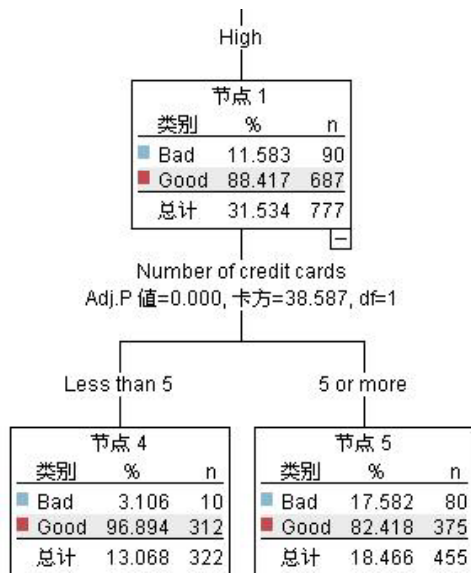 High
节点 1
类别 % n
Bad 11.583 90
Good 88.417 687
总计 31.534 777
Number of credit cards
Adj.P 值=0.000, 卡方=38.587, df=1
Less than 5
5 or more
节点 4
类别 % n
Bad 3.106 10
Good 96.894 312
总计 13.068 322
节点 5
类别 % n
Bad 17.582 80
Good 82.418 375
总计 18.466 455